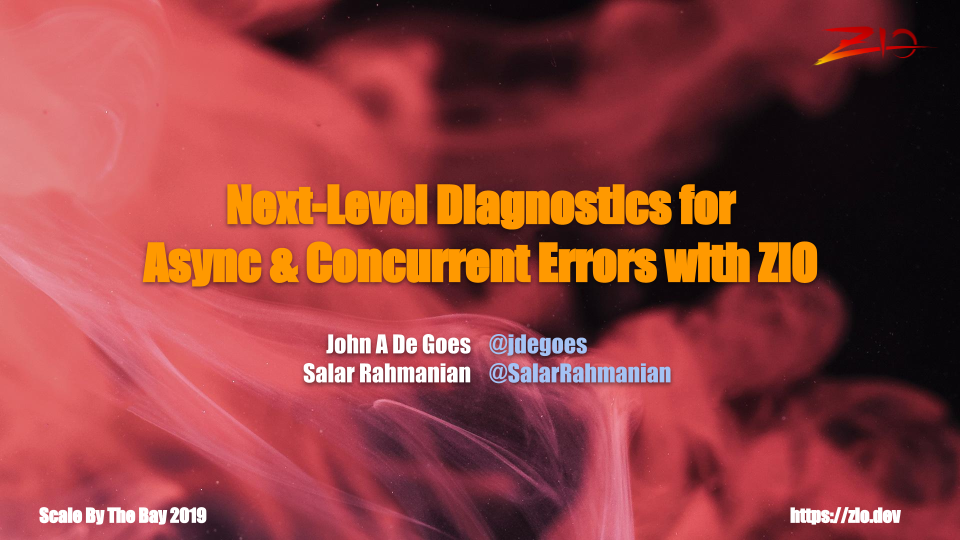 ZIO
Next-Level Diagnostics for
Async & Concurrent Errors with ZIO
John A De Goes @jdegoes
Salar Rahmanian @SalarRahmanian
Scale By The Bay 2019
https://zio.dev